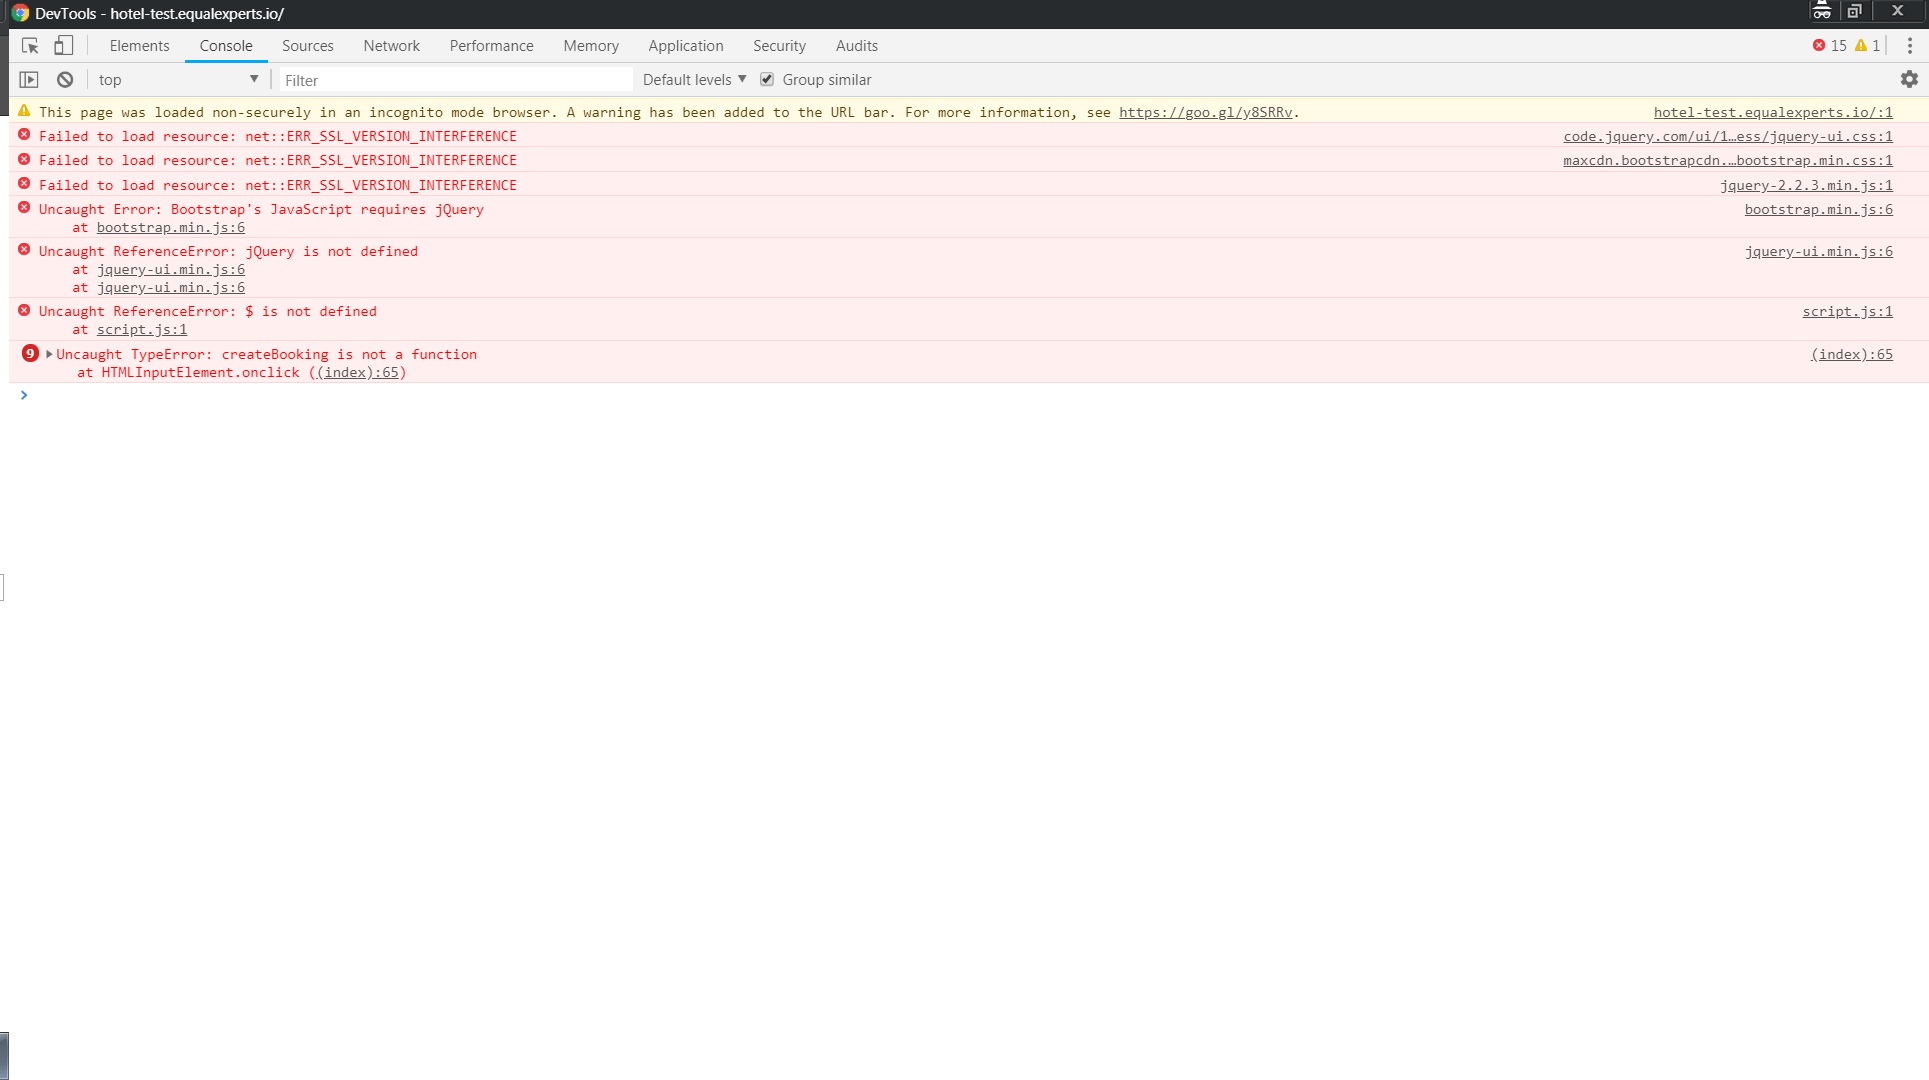 DevTools - hotel-test.equalexperts.io/
Elements Console Sources Network Performance Memory Application Security Audits 15 1
top Filter Default levels Group similar
This page was loaded non-securely in an incognito mode browser. A warning has been added to the URL bar. For more information, see https://goo.gl/y8SRRv. hotel-test.equalexperts.io/:1
Failed to load resource: net::ERR_SSL_VERSION_INTERFERENCE code.jquery.com/ui/1…ess/jquery-ui.css:1
Failed to load resource: net::ERR_SSL_VERSION_INTERFERENCE maxcdn.bootstrapcdn.…bootstrap.min.css:1
Failed to load resource: net::ERR_SSL_VERSION_INTERFERENCE jquery-2.2.3.min.js:1
Uncaught Error: Bootstrap's JavaScript requires jQuery bootstrap.min.js:6
at bootstrap.min.js:6
Uncaught ReferenceError: jQuery is not defined jquery-ui.min.js:6
at jquery-ui.min.js:6
at jquery-ui.min.js:6
Uncaught ReferenceError: $ is not defined script.js:1
at script.js:1
9 Uncaught TypeError: createBooking is not a function (index):65
at HTMLInputElement.onclick ((index):65)